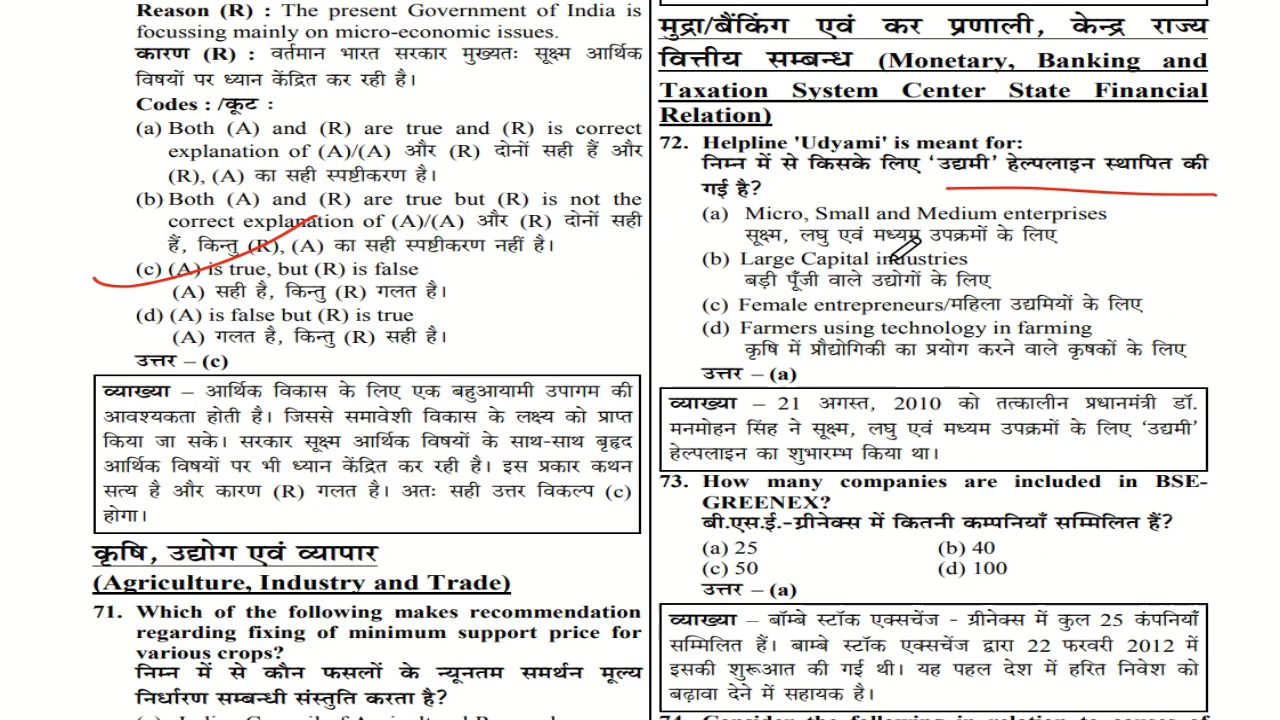 Reason (R) : The present Government of India is
focussing mainly on micro-economic issues.
कारण (R) : वर्तमान भारत सरकार मुख्यतः सूक्ष्म आर्थिक
विषयों पर ध्यान केंद्रित कर रही है।
Codes : /कूट :
(a) Both (A) and (R) are true and (R) is correct
explanation of (A)/(A) और (R) दोनों सही हैं और
(R), (A) का सही स्पष्टीकरण है।
(b) Both (A) and (R) are true but (R) is not the
correct explanation of (A)/(A) और (R) दोनों सही
हैं, किन्तु (R), (A) का सही स्पष्टीकरण नहीं है।
(c) (A) is true, but (R) is false
(A) सही है, किन्तु (R) गलत है।
(d) (A) is false but (R) is true
(A) गलत है, किन्तु (R) सही है।
उत्तर – (c)
व्याख्या – आर्थिक विकास के लिए एक बहुआयामी उपागम की
आवश्यकता होती है। जिससे समावेशी विकास के लक्ष्य को प्राप्त
किया जा सके। सरकार सूक्ष्म आर्थिक विषयों के साथ-साथ बृहद
आर्थिक विषयों पर भी ध्यान केंद्रित कर रही है। इस प्रकार कथन
सत्य है और कारण (R) गलत है। अतः सही उत्तर विकल्प (c)
होगा।
कृषि, उद्योग एवं व्यापार
(Agriculture, Industry and Trade)
71. Which of the following makes recommendation
regarding fixing of minimum support price for
various crops?
निम्न में से कौन फसलों के न्यूनतम समर्थन मूल्य
निर्धारण सम्बन्धी संस्तुति करता है?
मुद्रा/बैंकिंग एवं कर प्रणाली, केन्द्र राज्य
वित्तीय सम्बन्ध (Monetary, Banking and
Taxation System Center State Financial
Relation)
72. Helpline 'Udyami' is meant for:
निम्न में से किसके लिए 'उद्यमी' हेल्पलाइन स्थापित की
गई है?
(a) Micro, Small and Medium enterprises
सूक्ष्म, लघु एवं मध्यम उपक्रमों के लिए
(b) Large Capital industries
बड़ी पूँजी वाले उद्योगों के लिए
(c) Female entrepreneurs/महिला उद्यमियों के लिए
(d) Farmers using technology in farming
कृषि में प्रौद्योगिकी का प्रयोग करने वाले कृषकों के लिए
उत्तर – (a)
व्याख्या – 21 अगस्त, 2010 को तत्कालीन प्रधानमंत्री डॉ.
मनमोहन सिंह ने सूक्ष्म, लघु एवं मध्यम उपक्रमों के लिए 'उद्यमी'
हेल्पलाइन का शुभारम्भ किया था।
73. How many companies are included in BSE-
GREENEX?
बी.एस.ई.-ग्रीनेक्स में कितनी कम्पनियाँ सम्मिलित हैं?
(a) 25 (b) 40
(c) 50 (d) 100
उत्तर – (a)
व्याख्या – बॉम्बे स्टॉक एक्सचेंज - ग्रीनेक्स में कुल 25 कंपनियाँ
सम्मिलित हैं। बाम्बे स्टॉक एक्सचेंज द्वारा 22 फरवरी 2012 में
इसकी शुरूआत की गई थी। यह पहल देश में हरित निवेश को
बढ़ावा देने में सहायक है।